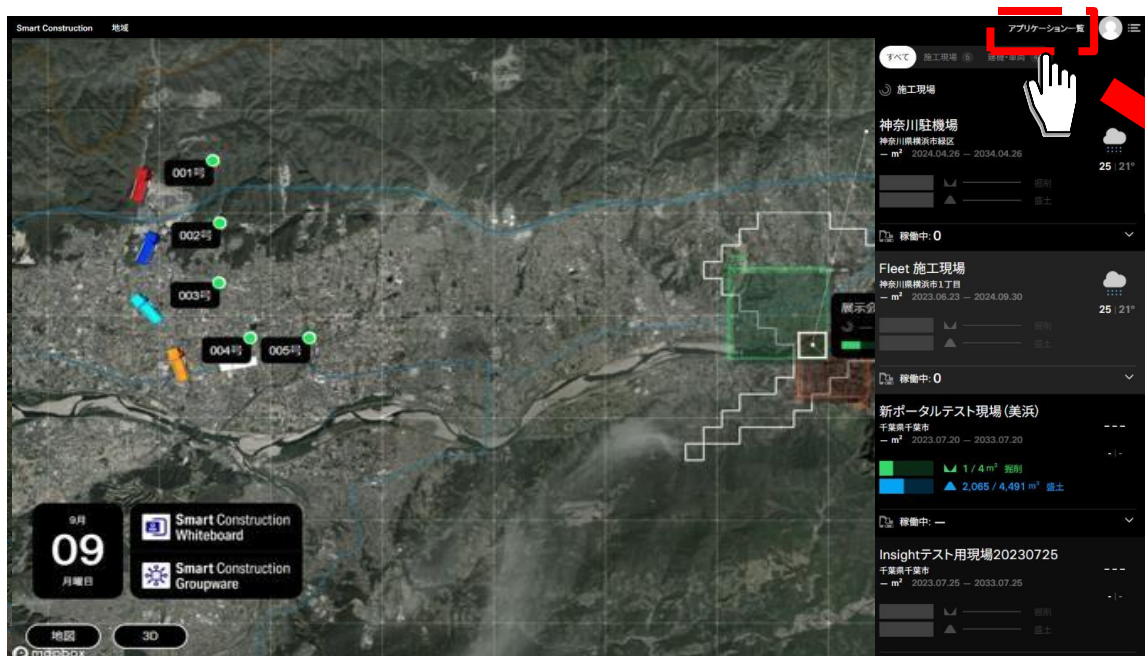 Smart Construction 地域
アプリケーション一覧
すべて 施工現場 5 建機・車両
施工現場
神奈川駐機場
神奈川県横浜市緑区
— m² 2024.04.26 — 2034.04.26
25 | 21°
掘削
盛土
稼働中: 0
Fleet 施工現場
神奈川県横浜市1丁目
— m² 2023.06.23 — 2024.09.30
25 | 21°
掘削
盛土
稼働中: 0
新ポータルテスト現場(美浜)
千葉県千葉市
— m² 2023.07.20 — 2033.07.20
---
- | -
1 / 4 m³ 掘削
2,065 / 4,491 m³ 盛土
稼働中: —
Insightテスト用現場20230725
千葉県千葉市
— m² 2023.07.25 — 2033.07.25
---
- | -
掘削
盛土
001号
002号
003号
004号 005号
展示会
9月
09
月曜日
Smart Construction
Whiteboard
Smart Construction
Groupware
地図 3D
mapbox